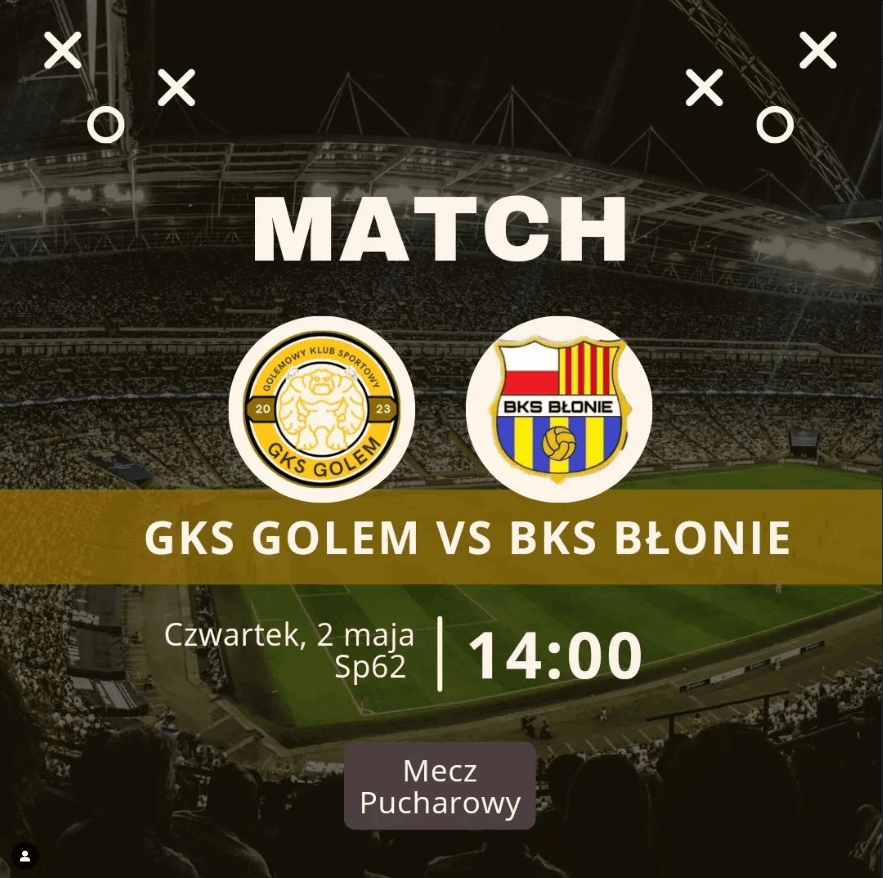 MATCH
GOLEMOWY KLUB SPORTOWY
20 23
GKS GOLEM
BKS BŁONIE
GKS GOLEM VS BKS BŁONIE
Czwartek, 2 maja
Sp62
14:00
Mecz
Pucharowy